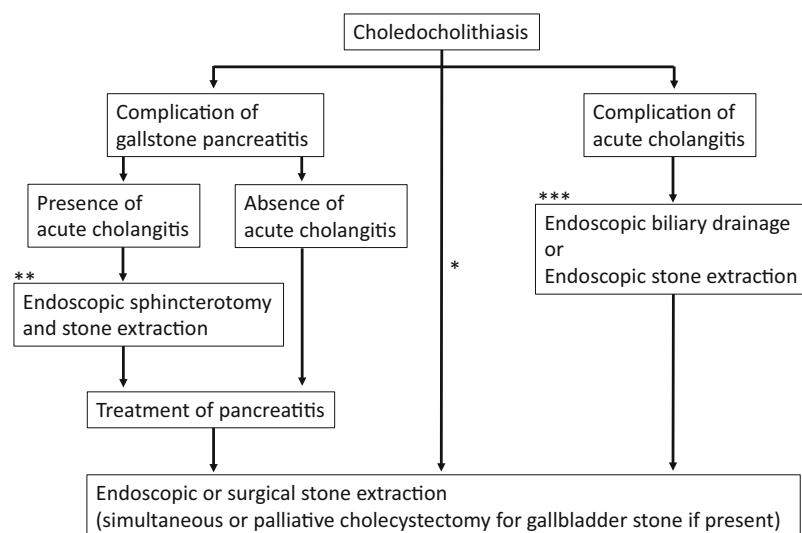 Choledocholithiasis
Complication of
gallstone pancreatitis
Complication of
acute cholangitis
Presence of
acute cholangitis
Absence of
acute cholangitis
***
Endoscopic biliary drainage
or
Endoscopic stone extraction
*
**
Endoscopic sphincterotomy
and stone extraction
Treatment of pancreatitis
Endoscopic or surgical stone extraction
(simultaneous or palliative cholecystectomy for gallbladder stone if present)